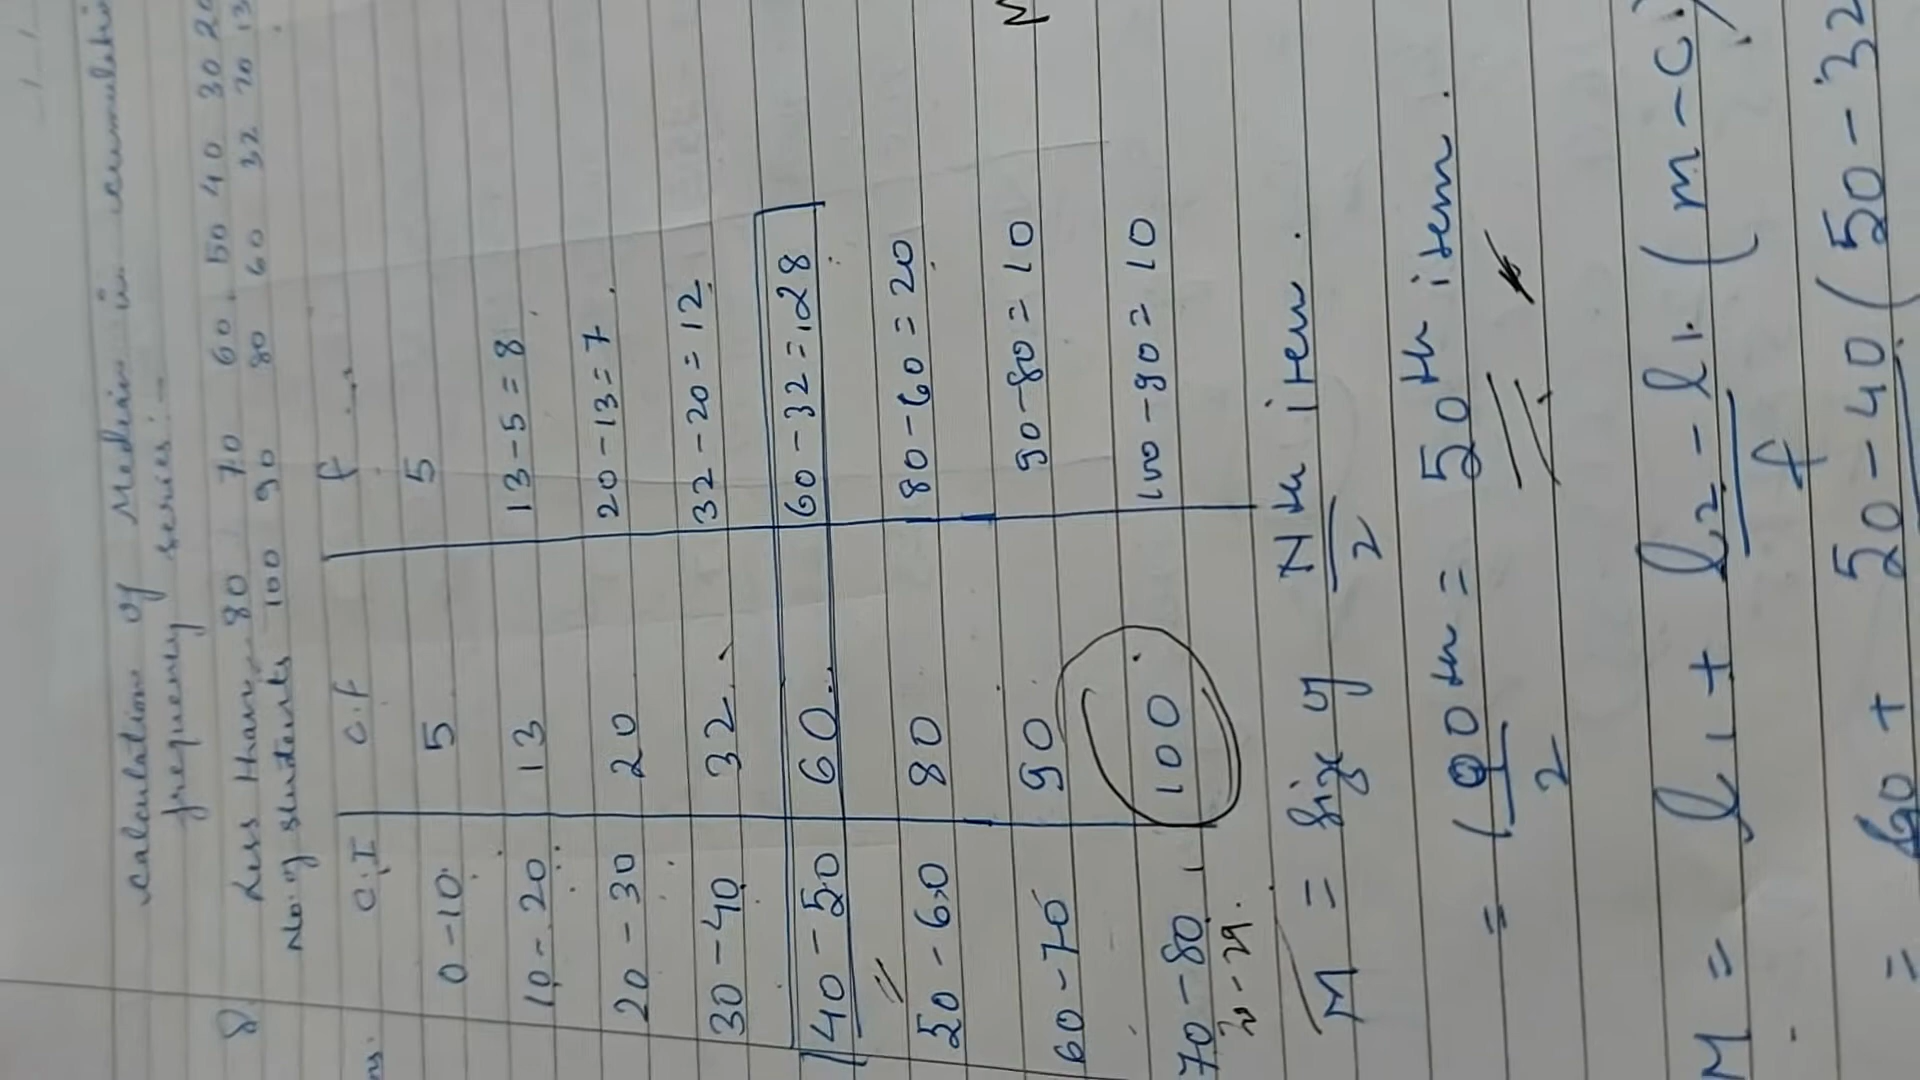 Calculation of Median in cumulative
frequency series:-
Q. Less than 80 70 60 50 40 30 20
No. of students 100 90 80 60 32 20 13
C.I c.f f
0-10 5 5
10-20 13 13-5=8
20-30 20 20-13=7
30-40 32 32-20=12
40-50 60 60-32=28
50-60 80 80-60=20
60-70 90 90-80=10
70-80 100 100-90=10
M = Size of N/2 th item.
= 100/2 th = 50th item.
M = l1 + l2-l1/f (m-c)
= 40 + 50-40 (50-32